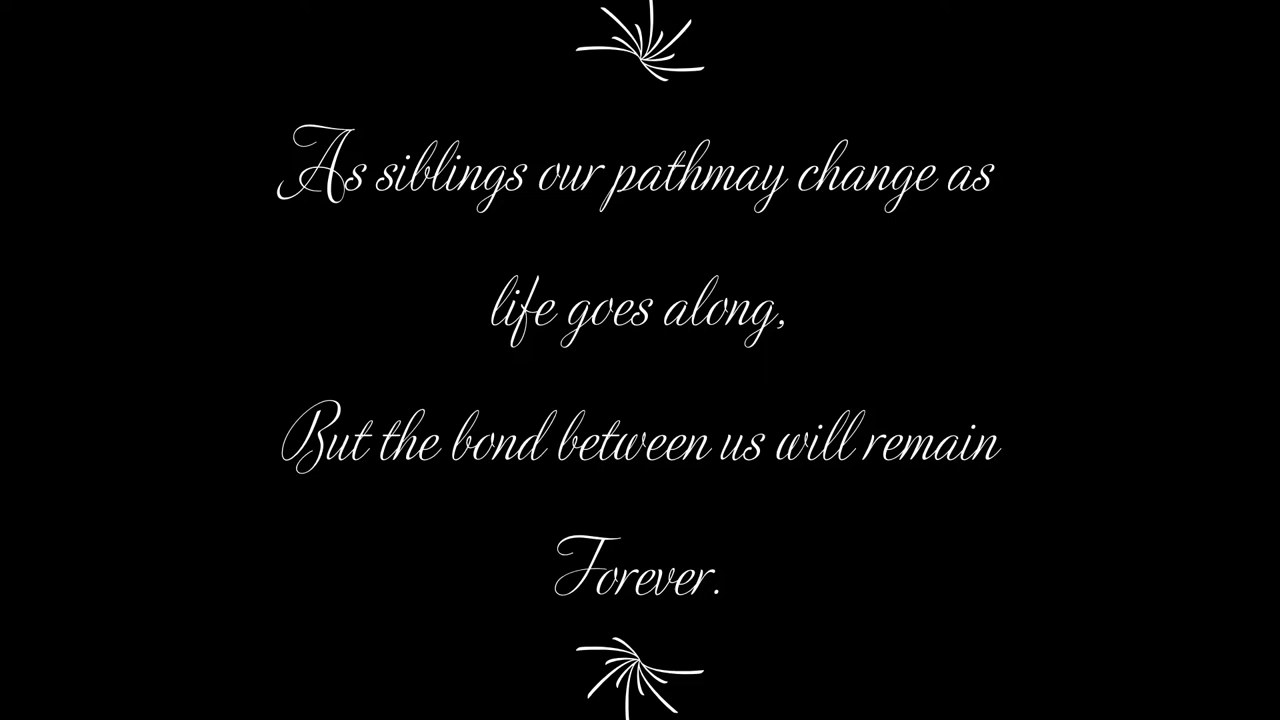 As siblings our pathmay change as
life goes along,
But the bond between us will remain
Forever.